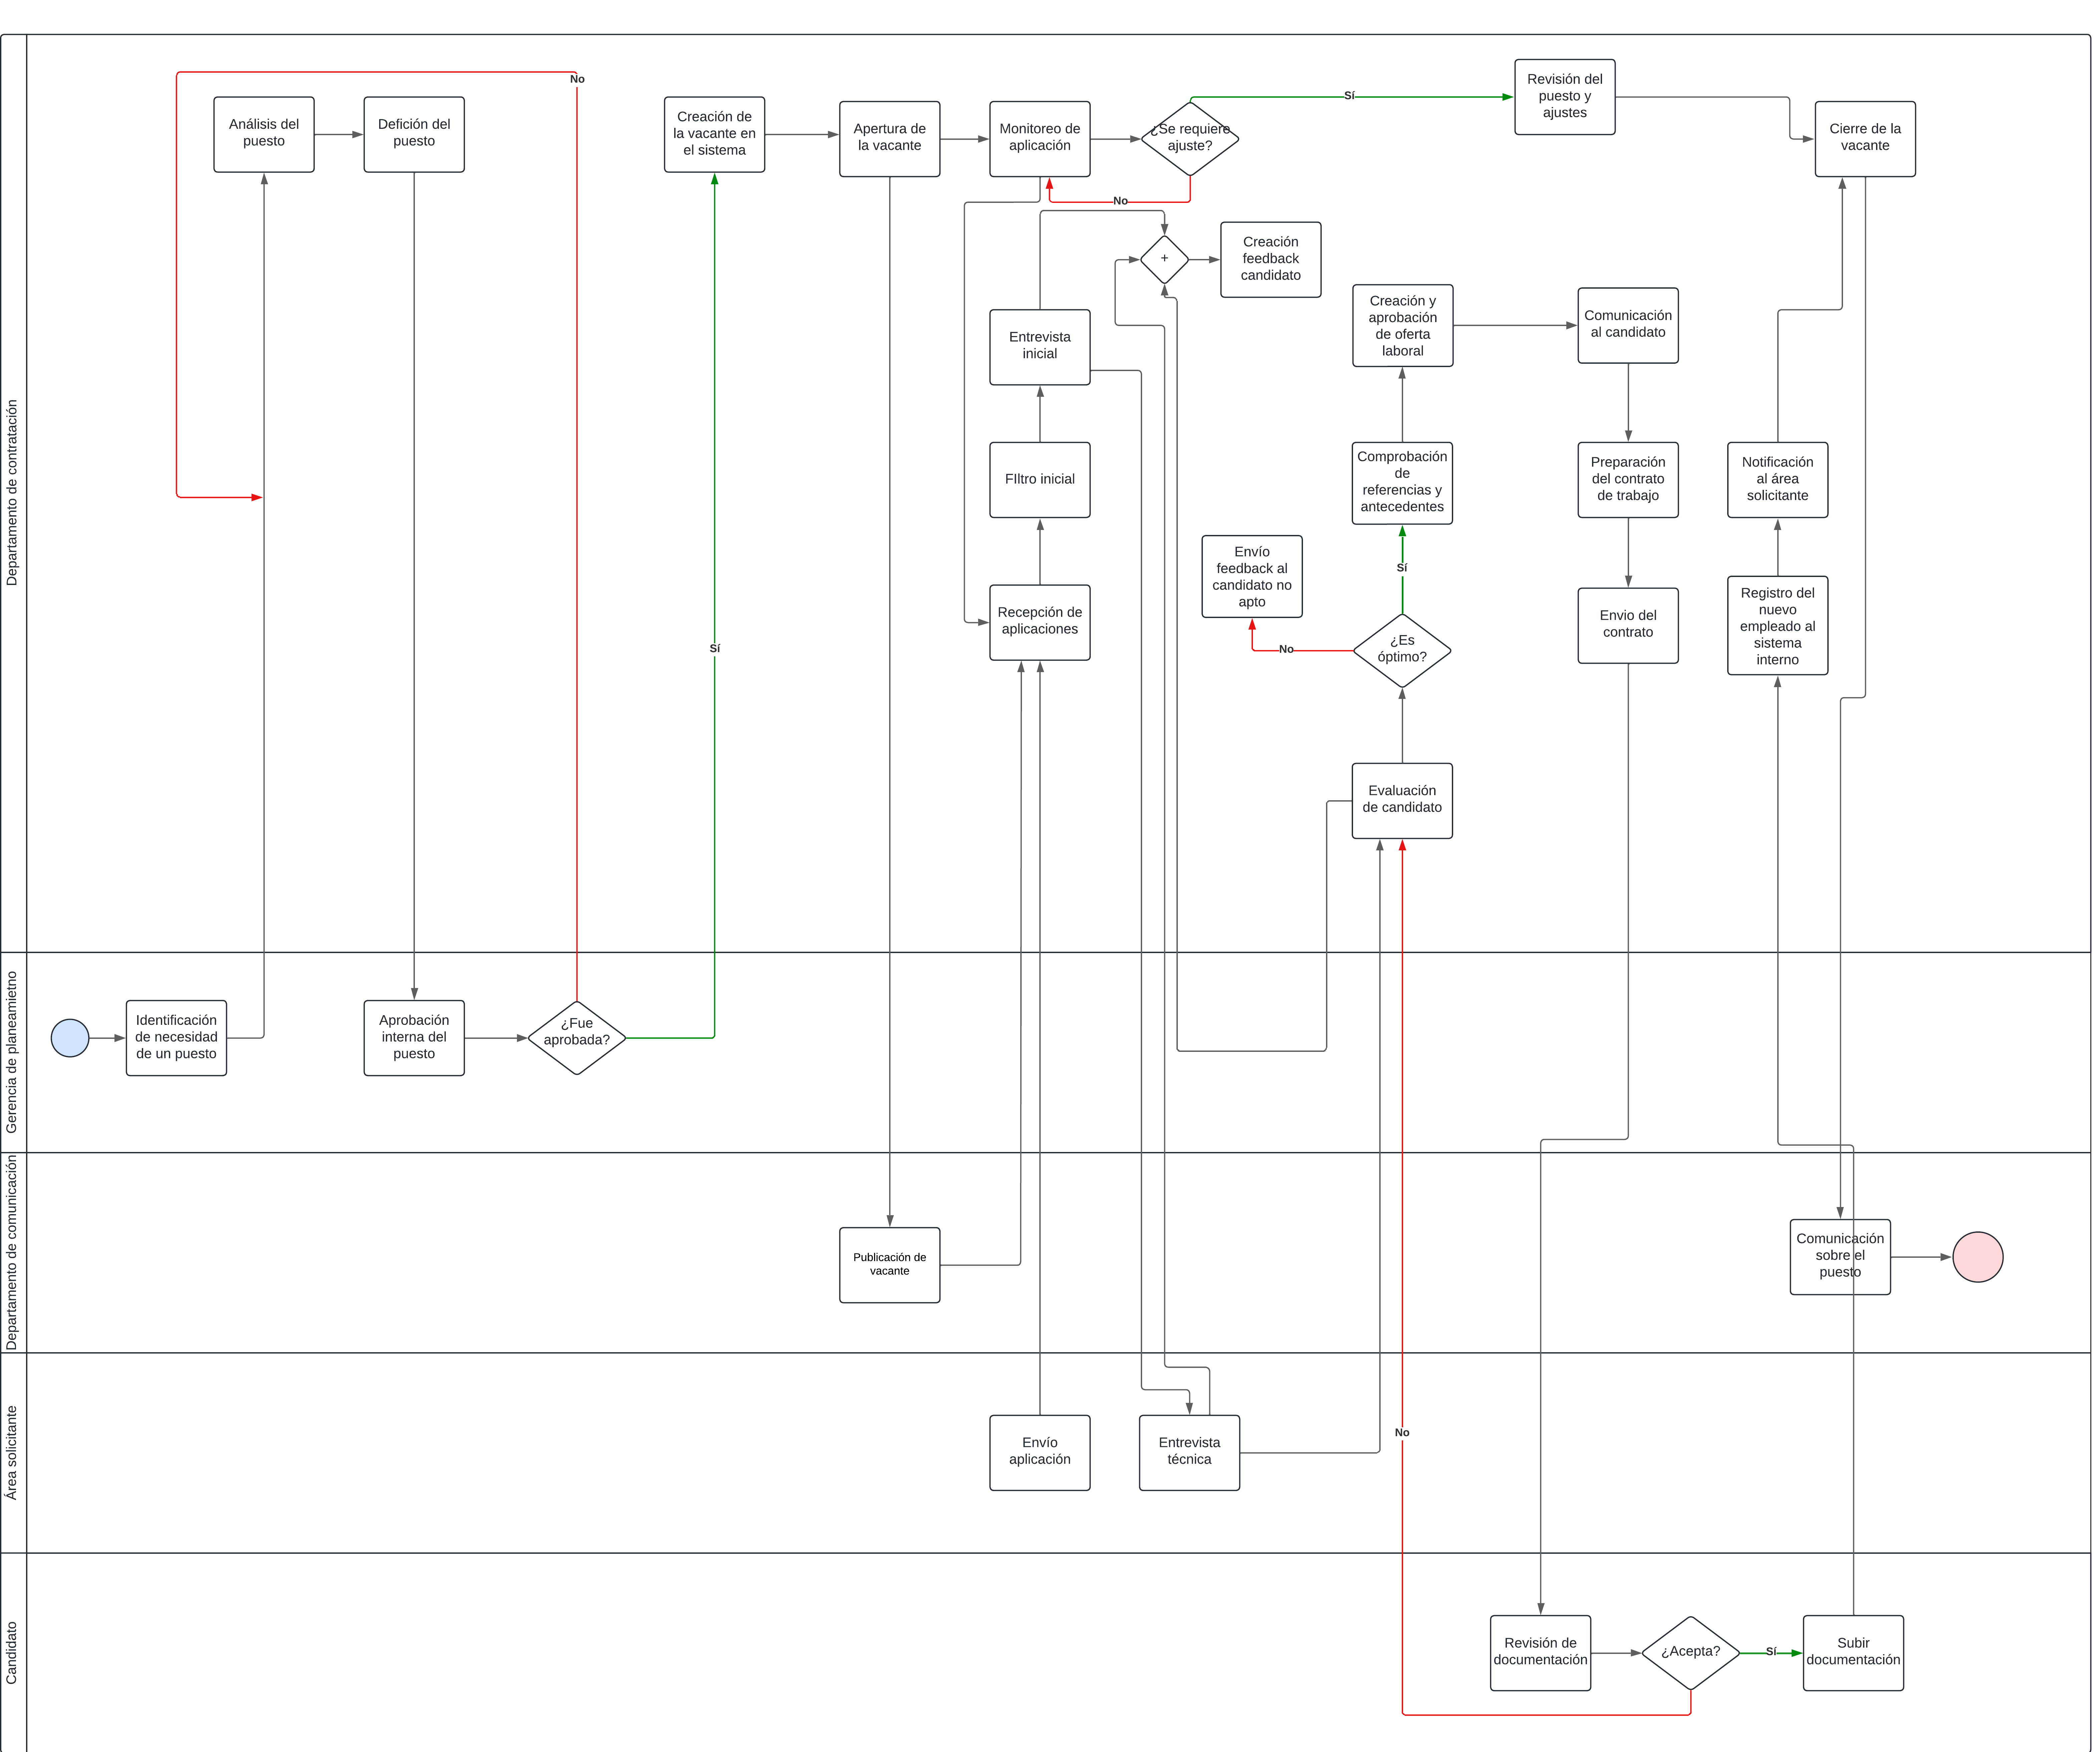 Departamento de contratación
No
Análisis del
puesto
Defición del
puesto
Creación de
la vacante en
el sistema
Apertura de
la vacante
Monitoreo de
aplicación
¿Se requiere
ajuste?
Sí
No
Revisión del
puesto y
ajustes
Cierre de la
vacante
+
Creación
feedback
candidato
Entrevista
inicial
Creación y
aprobación
de oferta
laboral
Comunicación
al candidato
FIltro inicial
Comprobación
de
referencias y
antecedentes
Preparación
del contrato
de trabajo
Notificación
al área
solicitante
Envío
feedback al
candidato no
apto
Sí
Recepción de
aplicaciones
No
¿Es
óptimo?
Envio del
contrato
Registro del
nuevo
empleado al
sistema
interno
Sí
Evaluación
de candidato
Gerencia de planeamietno
Identificación
de necesidad
de un puesto
Aprobación
interna del
puesto
¿Fue
aprobada?
Departamento de comunicación
Publicación de
vacante
Comunicación
sobre el
puesto
Área solicitante
Envío
aplicación
Entrevista
técnica
No
Candidato
Revisión de
documentación
¿Acepta?
Sí
Subir
documentación